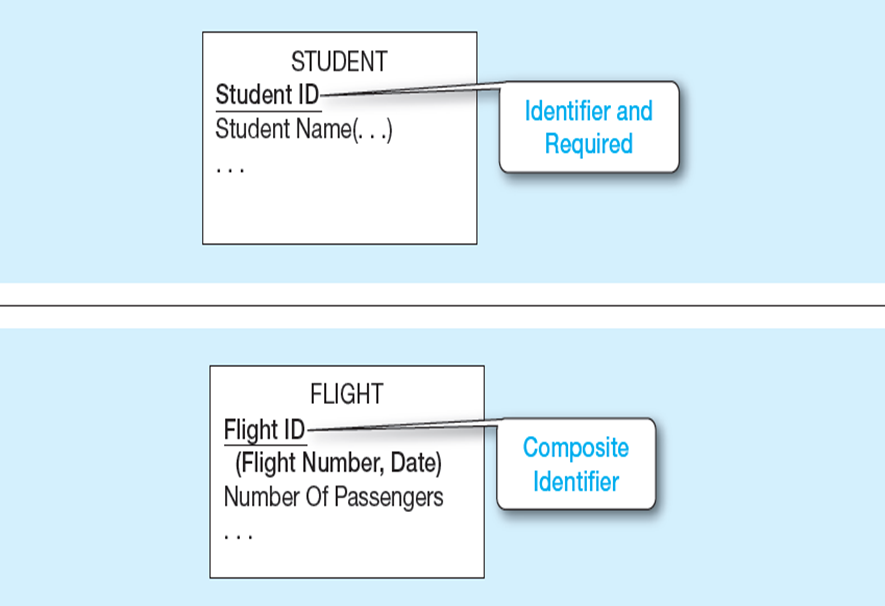 STUDENT
Student ID
Student Name(. . .)
. . .
Identifier and
Required
FLIGHT
Flight ID
(Flight Number, Date)
Number Of Passengers
. . .
Composite
Identifier